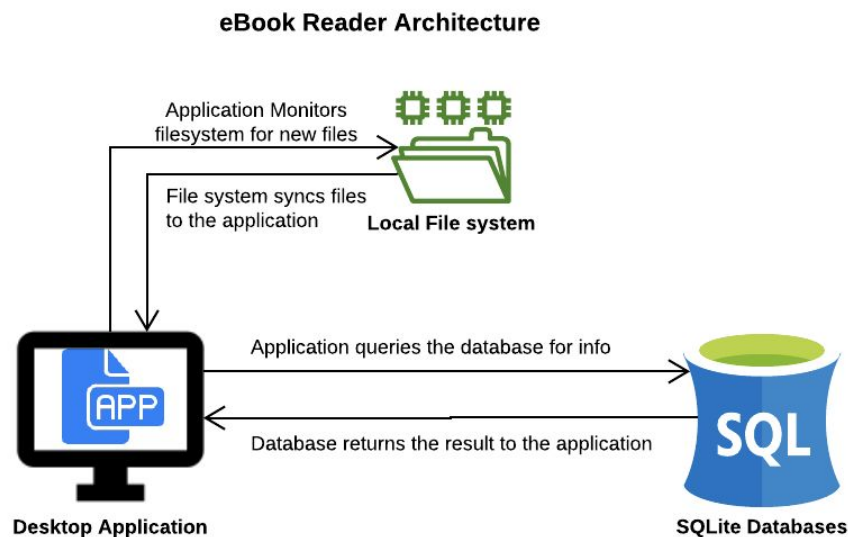 eBook Reader Architecture
Application Monitors
filesystem for new files
File system syncs files
to the application
Local File system
Application queries the database for info
APP
SQL
Database returns the result to the application
Desktop Application
SQLite Databases